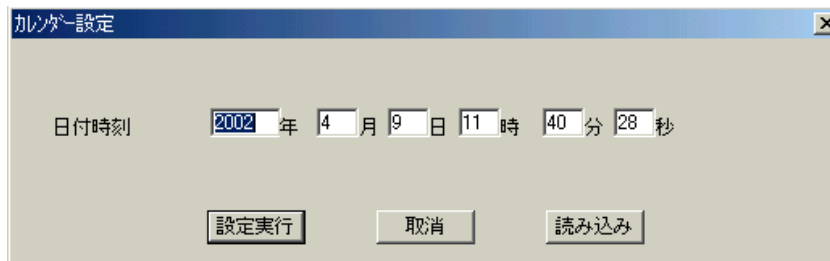 カレンダー設定
日付時刻 2002 年 4 月 9 日 11 時 40 分 28 秒
設定実行 取消 読み込み